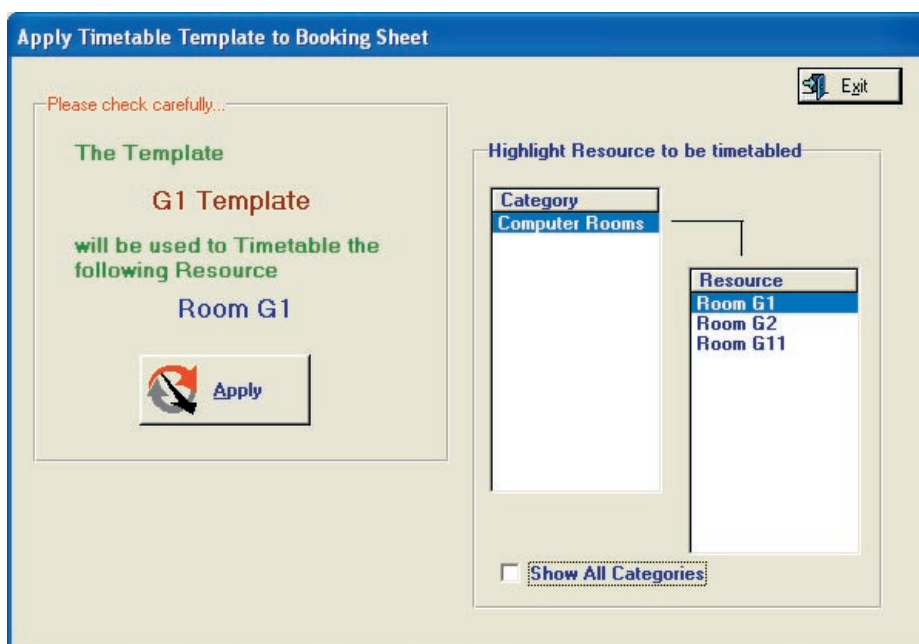 Apply Timetable Template to Booking Sheet
Exit
Please check carefully...
The Template
G1 Template
will be used to Timetable the
following Resource
Room G1
Apply
Highlight Resource to be timetabled
Category
Computer Rooms
Resource
Room G1
Room G2
Room G11
Show All Categories